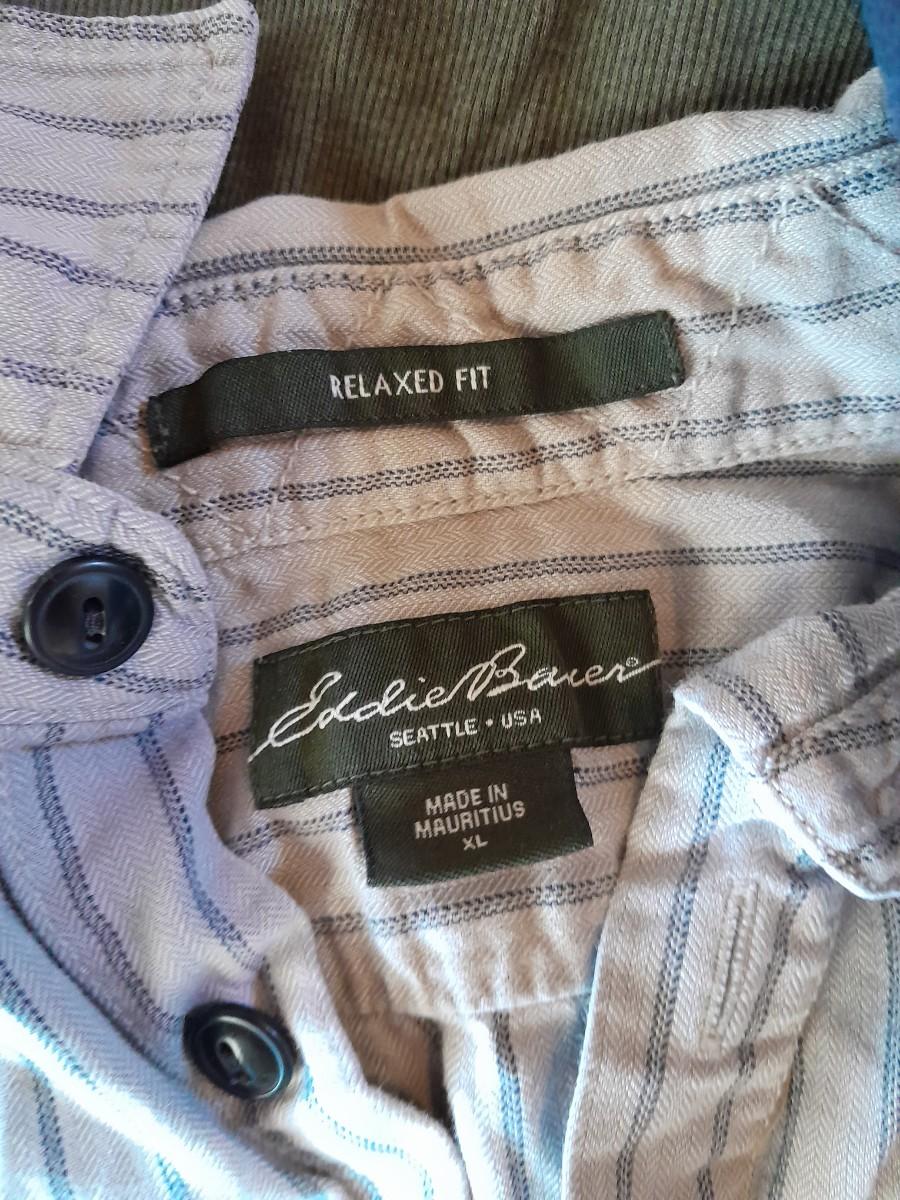 RELAXED FIT
Eddie Bauer®
SEATTLE • USA
MADE IN
MAURITIUS
XL